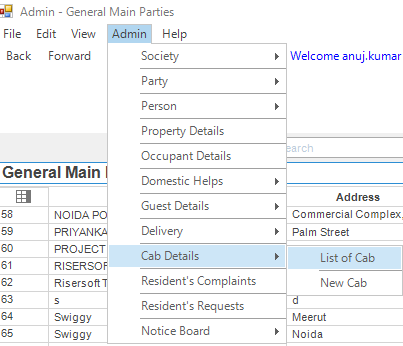 Admin - General Main Parties
File Edit View Admin Help
Back Forward Welcome anuj.kumar
Society
Party
Person
Property Details
Occupant Details
Domestic Helps
Guest Details
Delivery
Cab Details
Resident's Complaints
Resident's Requests
Notice Board
List of Cab
New Cab
search
General Main
Address
58 NOIDA PO Commercial Complex,
59 PRIYANKA Palm Street
60 PROJECT
61 RISERSOF
62 Risersoft T
63 s d
64 Swiggy Meerut
65 Swiggy Noida